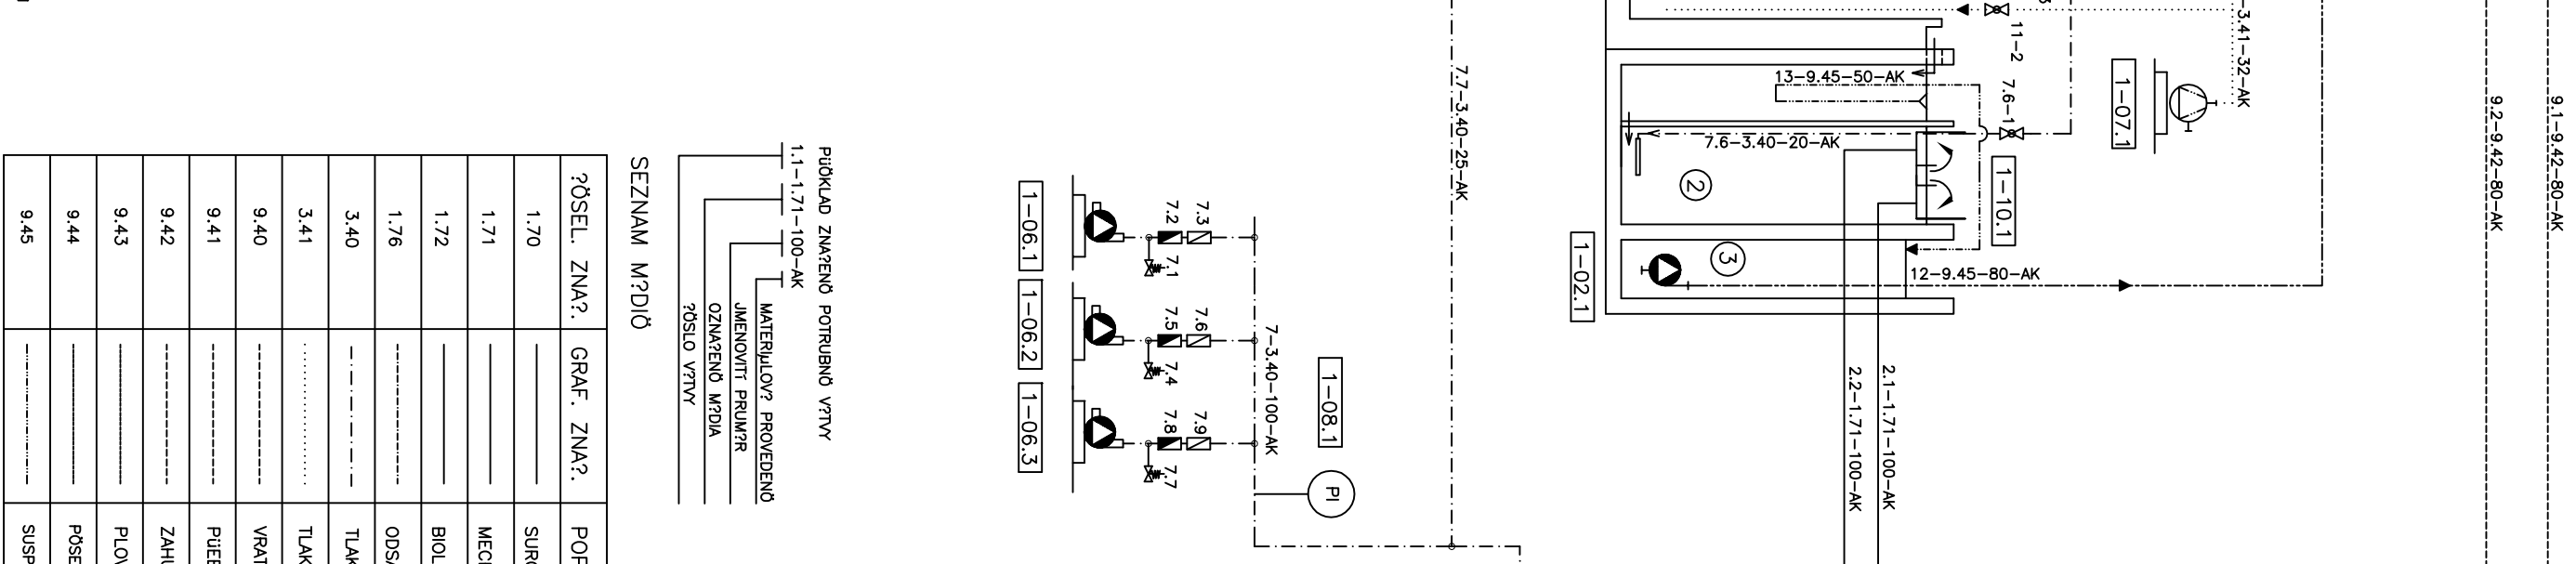 9.1-9.42-80-AK
9.2-9.42-80-AK
3.41-32-AK
1-07.1
11-2
7.6-1
13-9.45-50-AK
7.6-3.40-20-AK
1-10.1
2
3
12-9.45-80-AK
1-02.1
2.1-1.71-100-AK
2.2-1.71-100-AK
7.7-3.40-25-AK
1-08.1
PI
7-3.40-100-AK
7.3
7.2
7.1
1-06.1
7.6
7.5
7.4
1-06.2
7.9
7.8
7.7
1-06.3
PüÖKLAD ZNA?ENÖ POTRUBNÖ V?TVY
1.1-1.71-100-AK
MATERIµLOV? PROVEDENÖ
JMENOVITÌ PRUM?R
OZNA?ENÖ M?DIA
?ÖSLO V?TVY
SEZNAM M?DIÖ
?ÖSEL. ZNA?. GRAF. ZNA?. POP
1.70 SURO
1.71 MECH
1.72 BIOL
1.76 ODSA
3.40 TLAK
3.41 TLAK
9.40 VRAT
9.41 PüEB
9.42 ZAHU
9.43 PLOV
9.44 PÖSE
9.45 SUSP